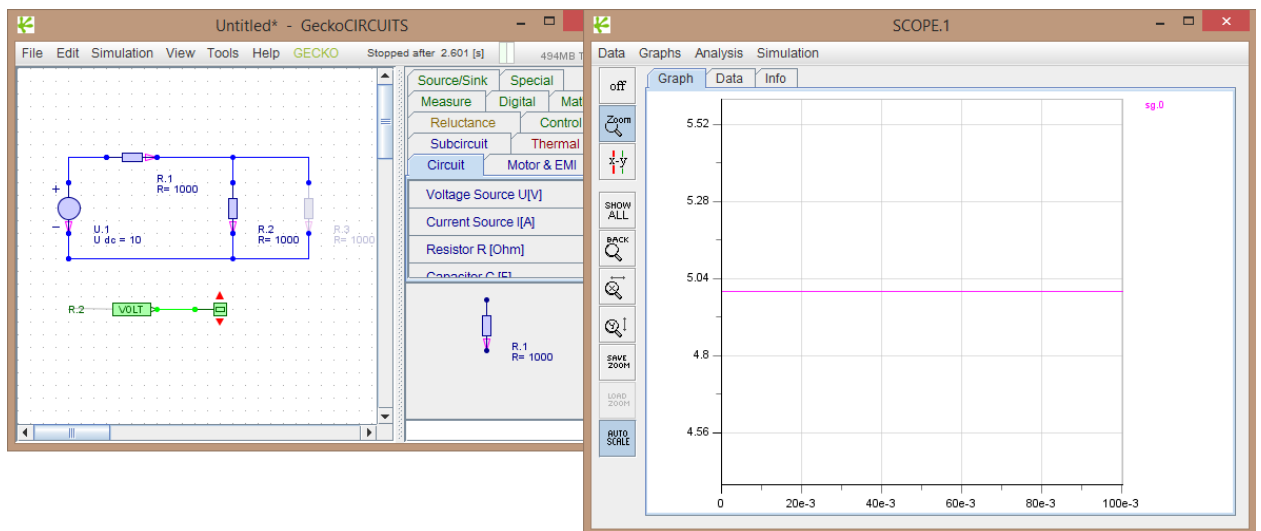 Untitled* - GeckoCIRCUITS
File Edit Simulation View Tools Help GECKO Stopped after 2.601 [s] 494MB T
Source/Sink Special
Measure Digital Mat
Reluctance Control
Subcircuit Thermal
Circuit Motor & EMI
Voltage Source U[V]
Current Source I[A]
Resistor R [Ohm]
Capacitor C [F]
R.1
R= 1000
+
−
U.1
U dc = 10
R.2
R= 1000
R.3
R= 1000
R.2 VOLT
R.1
R= 1000
SCOPE.1
Data Graphs Analysis Simulation
off
Zoom
x-y
SHOW
ALL
BACK
X
Y
SAVE
ZOOM
LOAD
ZOOM
AUTO
SCALE
Graph Data Info
sg.0
5.52
5.28
5.04
4.8
4.56
0 20e-3 40e-3 60e-3 80e-3 100e-3